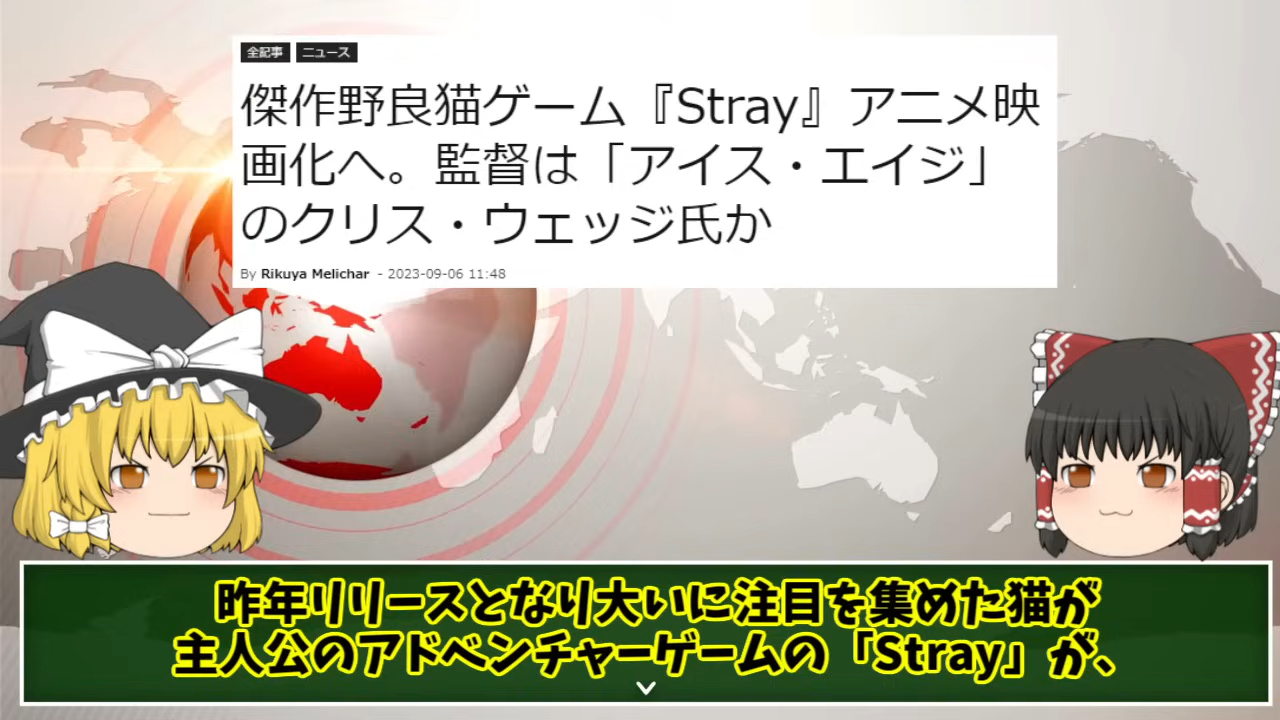 全記事 ニュース
傑作野良猫ゲーム『Stray』アニメ映
画化へ。監督は「アイス・エイジ」
のクリス・ウェッジ氏か
By Rikuya Melichar - 2023-09-06 11:48
昨年リリースとなり大いに注目を集めた猫が
主人公のアドベンチャーゲームの「Stray」が、